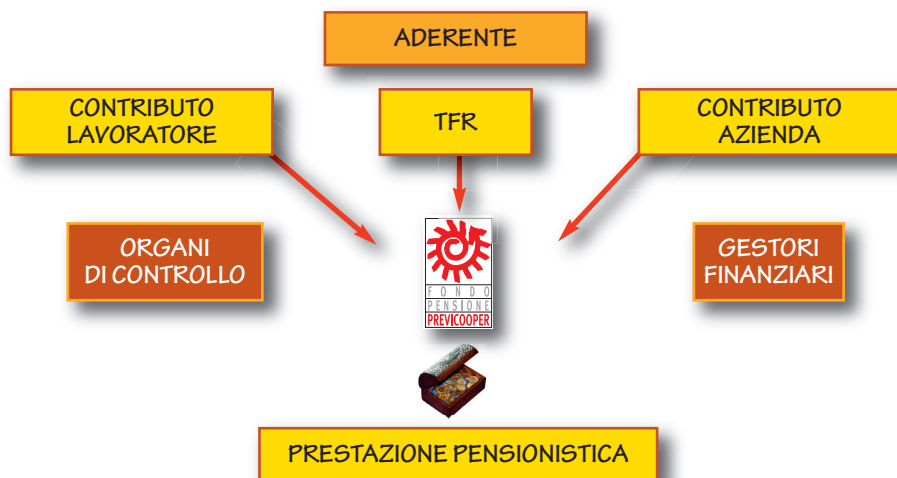 ADERENTE
CONTRIBUTO
LAVORATORE
TFR
CONTRIBUTO
AZIENDA
ORGANI
DI CONTROLLO
FONDO
PENSIONE
PREVICOOPER
GESTORI
FINANZIARI
PRESTAZIONE PENSIONISTICA